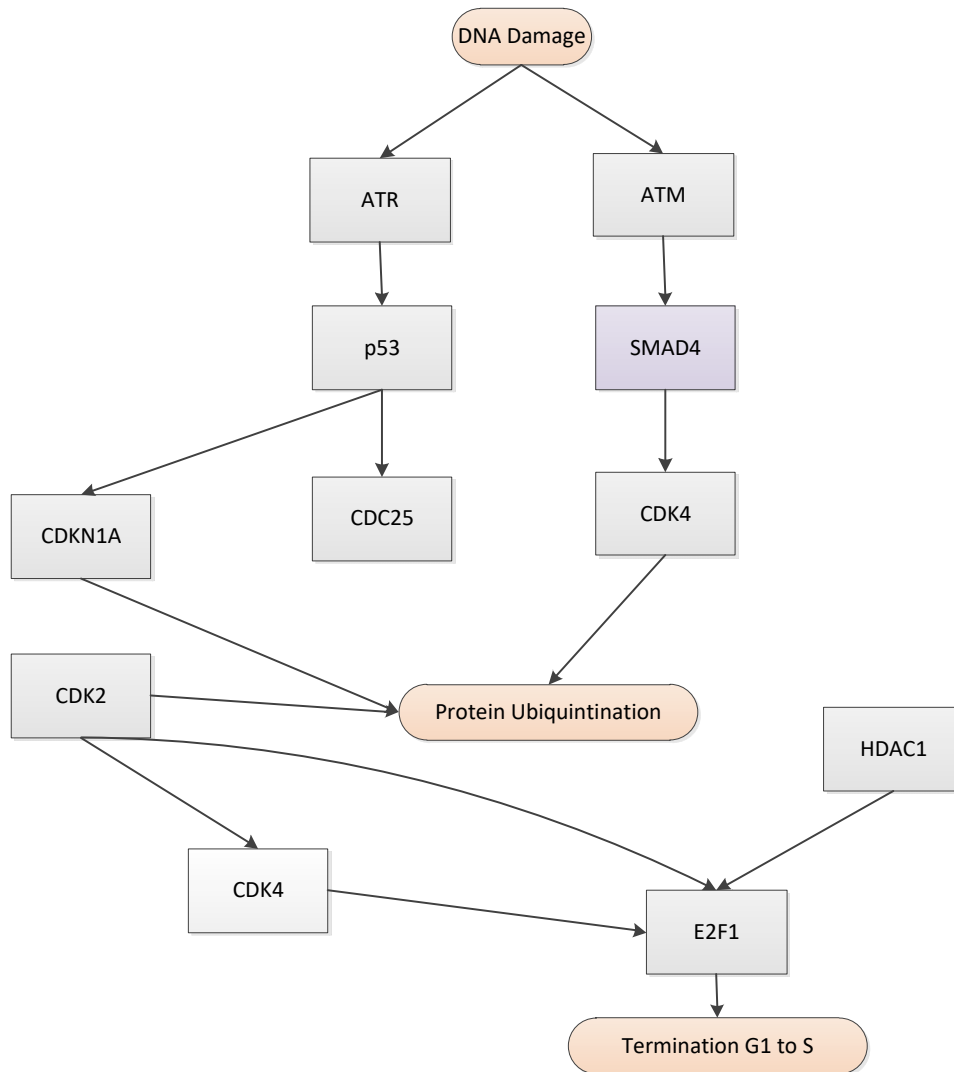 DNA Damage
ATR
ATM
p53
SMAD4
CDKN1A
CDC25
CDK4
CDK2
Protein Ubiquintination
HDAC1
CDK4
E2F1
Termination G1 to S